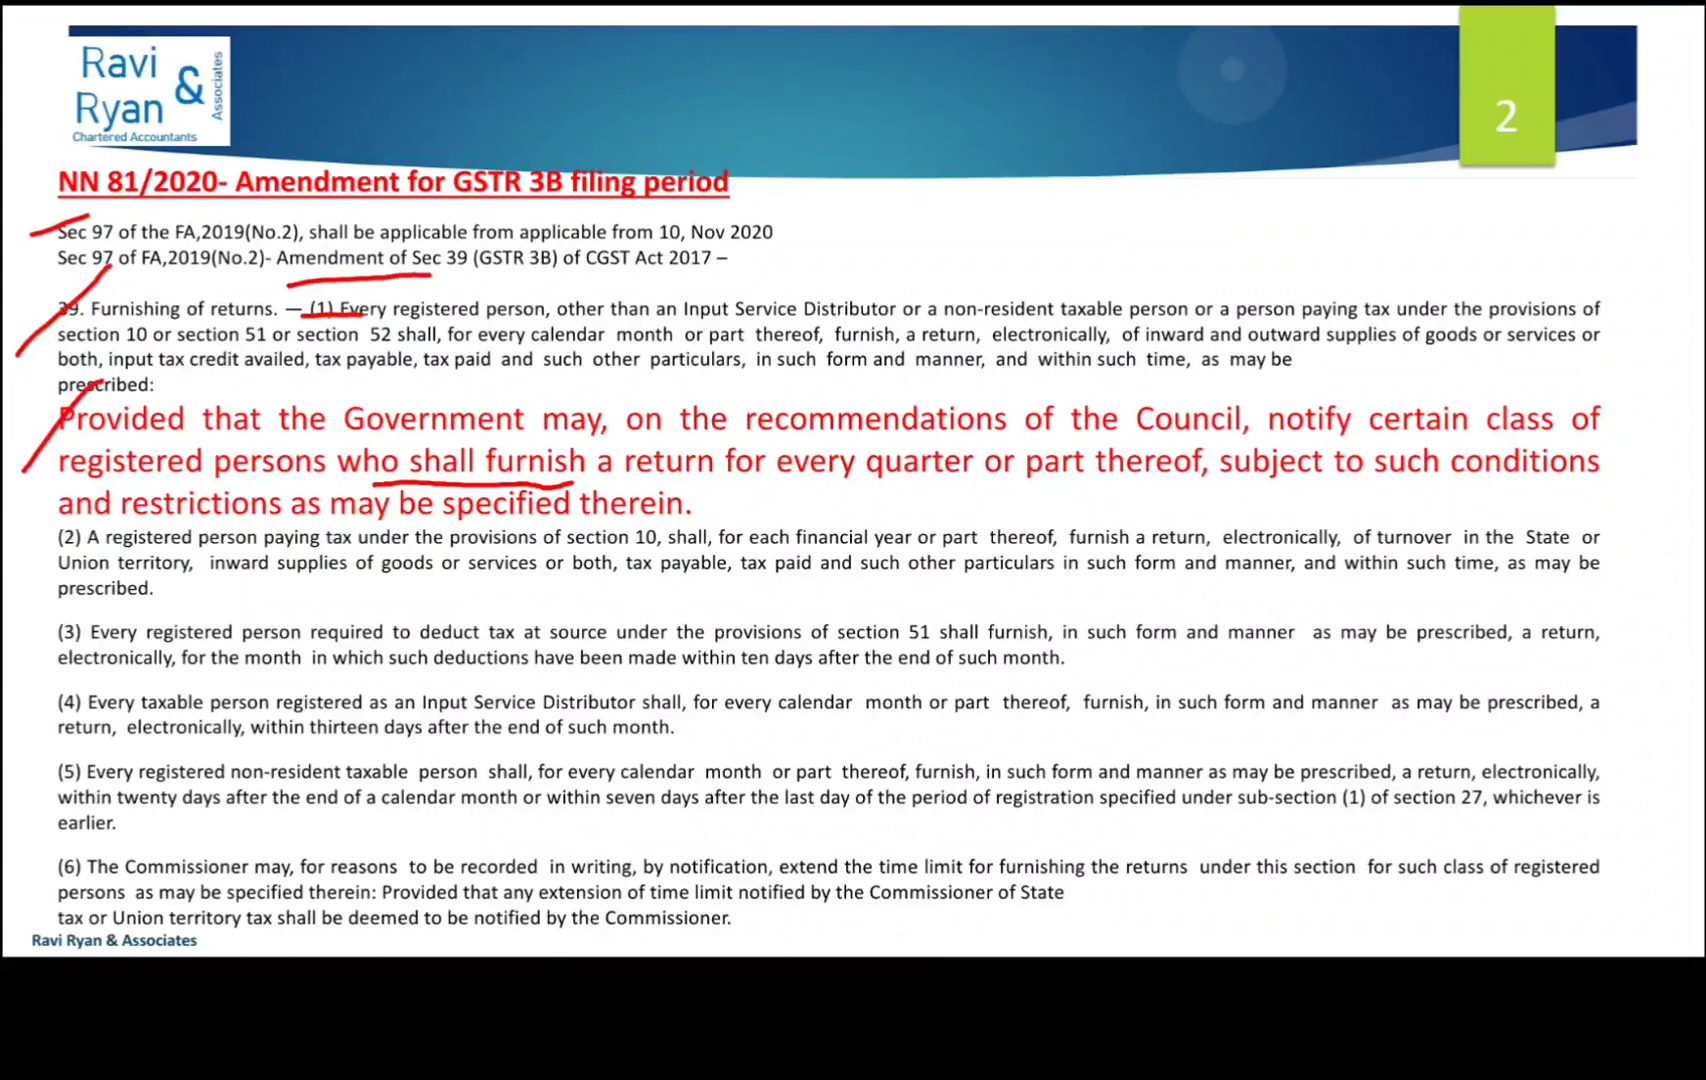 Ravi
Ryan
&
Associates
Chartered Accountants
2
NN 81/2020- Amendment for GSTR 3B filing period
Sec 97 of the FA,2019(No.2), shall be applicable from applicable from 10, Nov 2020
Sec 97 of FA,2019(No.2)- Amendment of Sec 39 (GSTR 3B) of CGST Act 2017 –
39. Furnishing of returns. — (1) Every registered person, other than an Input Service Distributor or a non-resident taxable person or a person paying tax under the provisions of
section 10 or section 51 or section 52 shall, for every calendar month or part thereof, furnish, a return, electronically, of inward and outward supplies of goods or services or
both, input tax credit availed, tax payable, tax paid and such other particulars, in such form and manner, and within such time, as may be
prescribed:
Provided that the Government may, on the recommendations of the Council, notify certain class of
registered persons who shall furnish a return for every quarter or part thereof, subject to such conditions
and restrictions as may be specified therein.
(2) A registered person paying tax under the provisions of section 10, shall, for each financial year or part thereof, furnish a return, electronically, of turnover in the State or
Union territory, inward supplies of goods or services or both, tax payable, tax paid and such other particulars in such form and manner, and within such time, as may be
prescribed.
(3) Every registered person required to deduct tax at source under the provisions of section 51 shall furnish, in such form and manner as may be prescribed, a return,
electronically, for the month in which such deductions have been made within ten days after the end of such month.
(4) Every taxable person registered as an Input Service Distributor shall, for every calendar month or part thereof, furnish, in such form and manner as may be prescribed, a
return, electronically, within thirteen days after the end of such month.
(5) Every registered non-resident taxable person shall, for every calendar month or part thereof, furnish, in such form and manner as may be prescribed, a return, electronically,
within twenty days after the end of a calendar month or within seven days after the last day of the period of registration specified under sub-section (1) of section 27, whichever is
earlier.
(6) The Commissioner may, for reasons to be recorded in writing, by notification, extend the time limit for furnishing the returns under this section for such class of registered
persons as may be specified therein: Provided that any extension of time limit notified by the Commissioner of State
tax or Union territory tax shall be deemed to be notified by the Commissioner.
Ravi Ryan & Associates